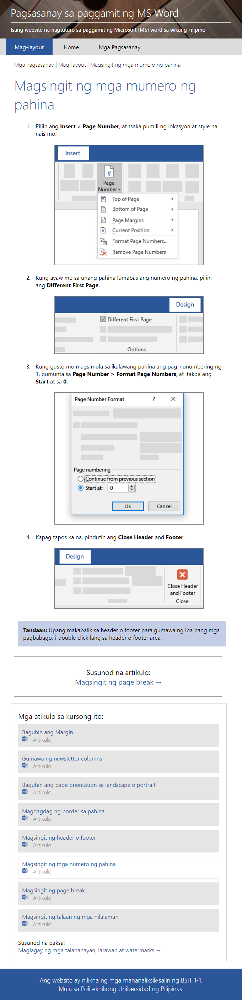 Pagsasanay sa paggamit ng MS Word
Isang website na nagtuturo sa paggamit ng Microsoft (MS) word sa wikang Filipino
Mag-layout Home Mga Pagsasanay
Mga Pagsasanay | Mag-layout | Magsingit ng mga mumero ng pahina
Magsingit ng mga mumero ng
pahina
1. Piliin ang Insert > Page Number, at tsaka pumili ng lokasyon at style na
nais mo.
Insert
#
Page
Number
Top of Page
Bottom of Page
Page Margins
Current Position
Format Page Numbers...
Remove Page Numbers
2. Kung ayaw mo sa unang pahina lumabas ang numero ng pahina, piliin
ang Different First Page.
Design
Different First Page
Options
3. Kung gusto mo magsimula sa ikalawang pahina ang pag-nunumbering ng
1, pumunta sa Page Number > Format Page Numbers, at itakda ang
Start at sa 0.
Page Number Format ?
Page numbering
Continue from previous section
Start at: 0
OK Cancel
4. Kapag tapos ka na, pindutin ang Close Header and Footer.
Design
Close Header
and Footer
Close
Tandaan: Upang makabalik sa header o footer para gumawa ng iba pang mga
pagbabago, i-double click lang sa header o footer area.
Susunod na artikulo:
Magsingit ng page break →
Mga atikulo sa kursong ito:
Baguhin ang Margin
Artikulo
Gumawa ng newsletter columns
Artikulo
Baguhin ang page orientation sa landscape o portrait
Artikulo
Magdagdag ng border sa pahina
Artikulo
Magsingit ng header o footer
Artikulo
Magsingit ng mga numero ng pahina
Artikulo
Magsingit ng page break
Artikulo
Magsingit ng talaan ng mga nilalaman
Artikulo
Susunod na paksa:
Maglagay ng mga talahanayan, larawan at watermarks →
Ang website ay nilikha ng mga mananaliksik-salin ng BSIT 1-1.
Mula sa Politeknikong Unibersidad ng Pilipinas.